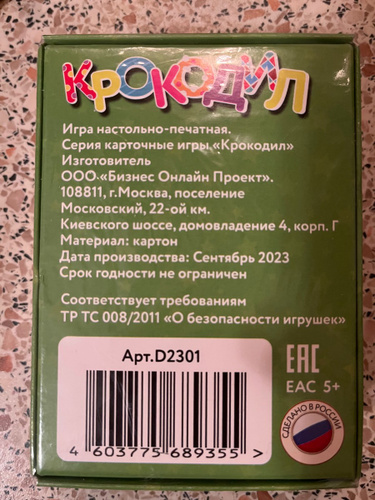 КРОКОДИЛ
Игра настольно-печатная.
Серия карточные игры «Крокодил»
Изготовитель
ООО-«Бизнес Онлайн Проект».
108811, г.Москва, поселение
Московский, 22-ой км.
Киевского шоссе, домовладение 4, корп. Г
Материал: картон
Дата производства: Сентябрь 2023
Срок годности не ограничен
Соответствует требованиям
ТР ТС 008/2011 «О безопасности игрушек»
Арт.D2301
4 603775 689355 >
EAC
ЕАС 5+
СДЕЛАНО В РОССИИ